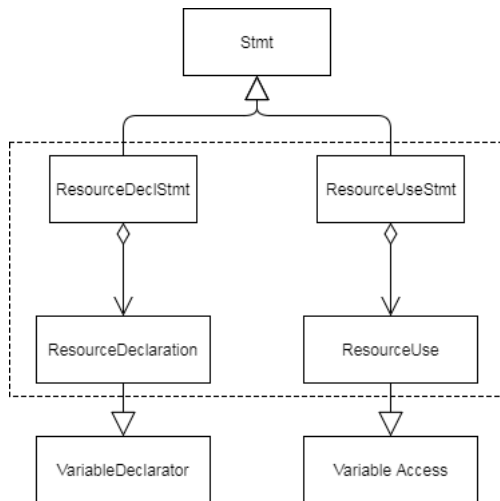 Stmt
ResourceDeclStmt
ResourceUseStmt
ResourceDeclaration
ResourceUse
VariableDeclarator
Variable Access